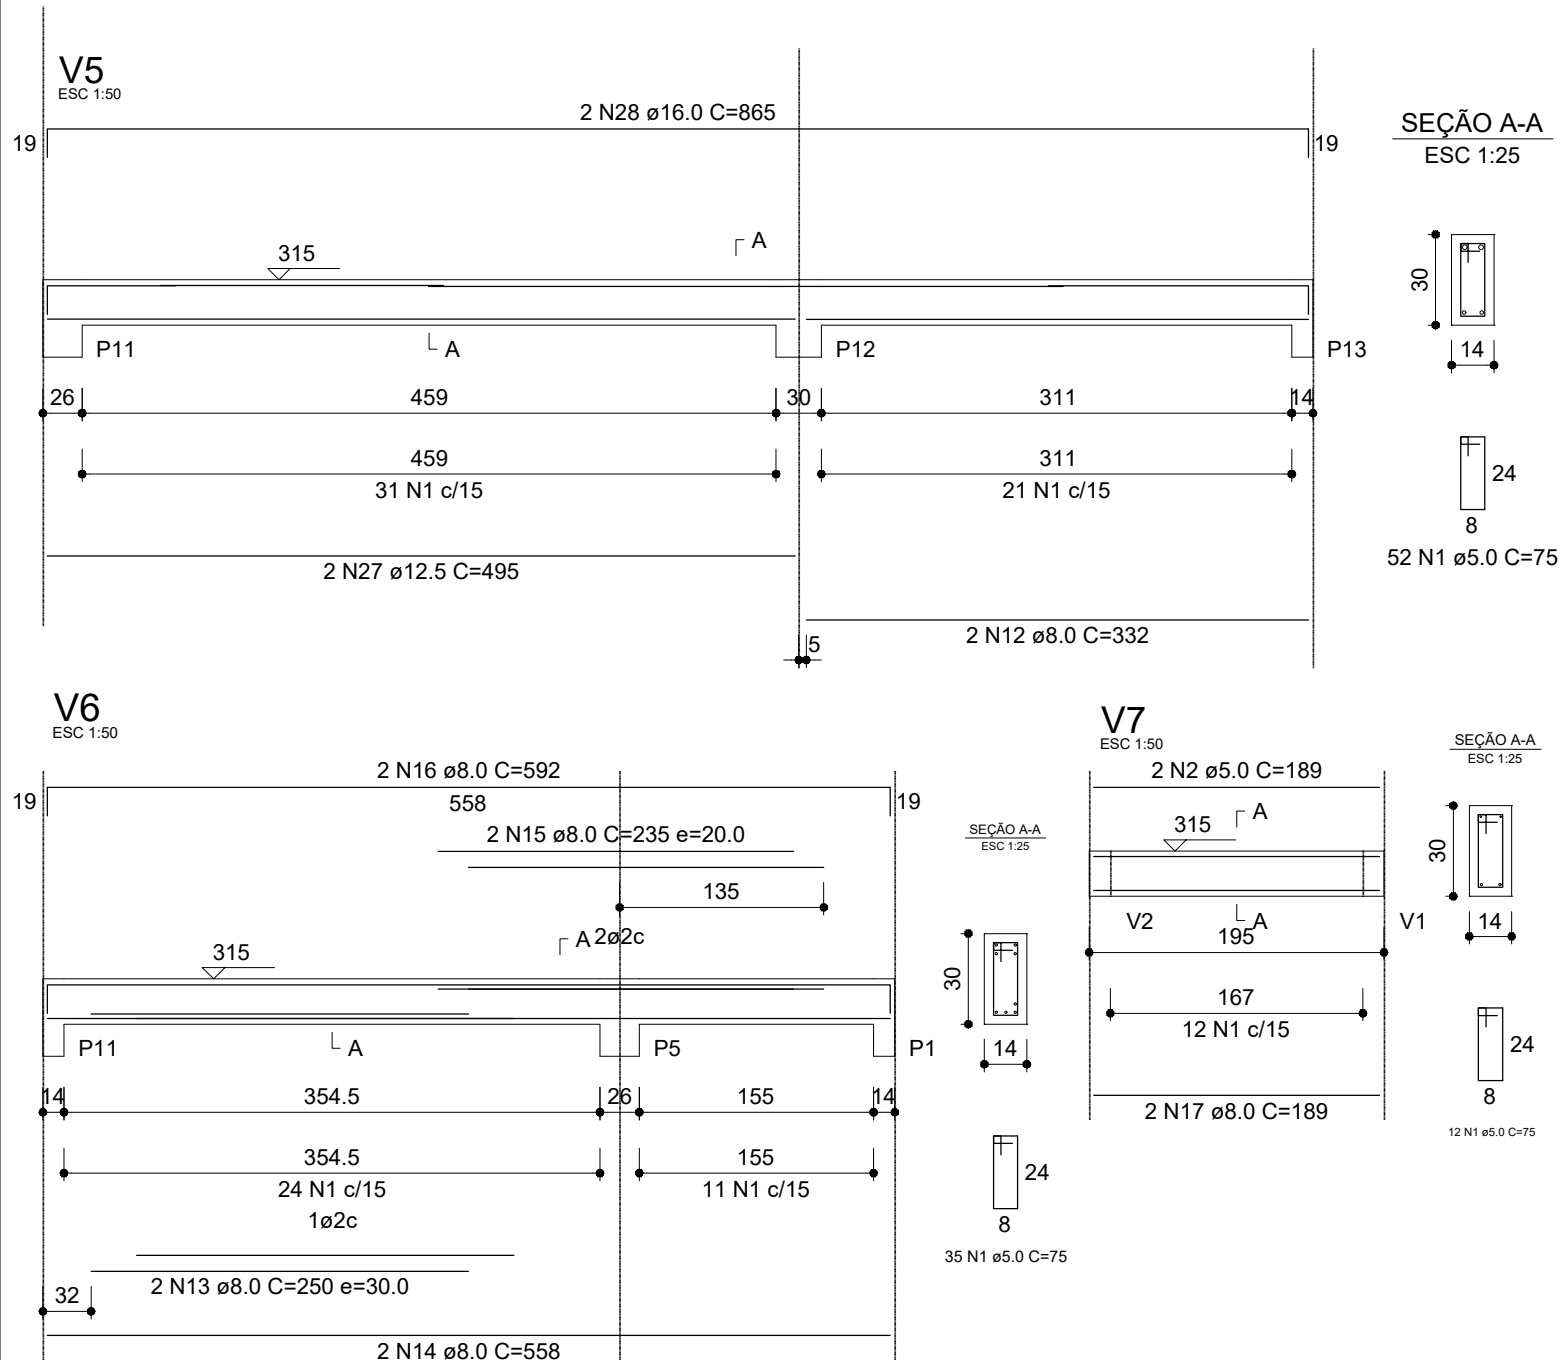 V5
ESC 1:50
2 N28 ø16.0 C=865
19
19
315
A
A
P11
P12
P13
26
459
30
311
14
459
31 N1 c/15
311
21 N1 c/15
2 N27 ø12.5 C=495
2 N12 ø8.0 C=332
5
SEÇÃO A-A
ESC 1:25
30
14
24
8
52 N1 ø5.0 C=75
V6
ESC 1:50
2 N16 ø8.0 C=592
19
558
19
2 N15 ø8.0 C=235 e=20.0
135
A
2ø2c
315
A
P11
P5
P1
14
354.5
26
155
14
354.5
24 N1 c/15
155
11 N1 c/15
1ø2c
2 N13 ø8.0 C=250 e=30.0
32
2 N14 ø8.0 C=558
SEÇÃO A-A
ESC 1:25
30
14
24
8
35 N1 ø5.0 C=75
V7
ESC 1:50
2 N2 ø5.0 C=189
A
315
V2
A
V1
195
167
12 N1 c/15
2 N17 ø8.0 C=189
SEÇÃO A-A
ESC 1:25
30
14
24
8
12 N1 ø5.0 C=75